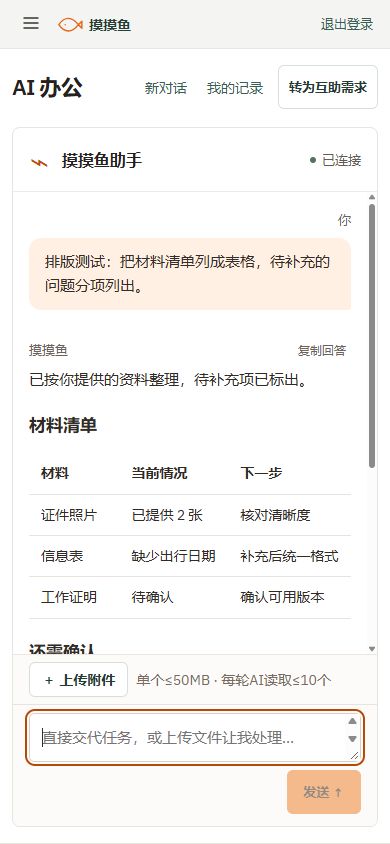 摸摸鱼
退出登录
AI 办公
新对话
我的记录
转为互助需求
摸摸鱼助手
已连接
你
排版测试：把材料清单列成表格，待补充的
问题分项列出。
摸摸鱼
复制回答
已按你提供的资料整理，待补充项已标出。
材料清单
材料 当前情况 下一步
证件照片 已提供 2 张 核对清晰度
信息表 缺少出行日期 补充后统一格式
工作证明 待确认 确认可用版本
还需确认
+ 上传附件
单个≤50MB · 每轮AI读取≤10个
直接交代任务，或上传文件让我处理...
发送 ↑